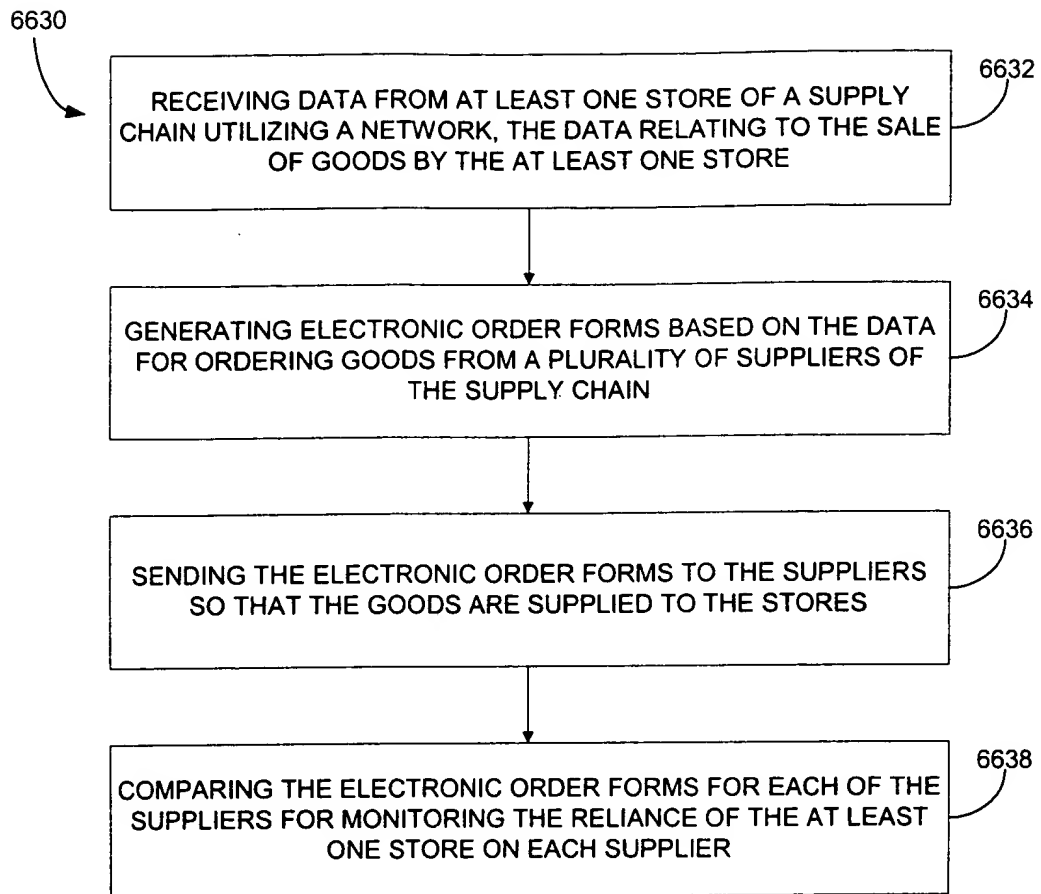 6630
6632
RECEIVING DATA FROM AT LEAST ONE STORE OF A SUPPLY
CHAIN UTILIZING A NETWORK, THE DATA RELATING TO THE SALE
OF GOODS BY THE AT LEAST ONE STORE
6634
GENERATING ELECTRONIC ORDER FORMS BASED ON THE DATA
FOR ORDERING GOODS FROM A PLURALITY OF SUPPLIERS OF
THE SUPPLY CHAIN
6636
SENDING THE ELECTRONIC ORDER FORMS TO THE SUPPLIERS
SO THAT THE GOODS ARE SUPPLIED TO THE STORES
6638
COMPARING THE ELECTRONIC ORDER FORMS FOR EACH OF THE
SUPPLIERS FOR MONITORING THE RELIANCE OF THE AT LEAST
ONE STORE ON EACH SUPPLIER